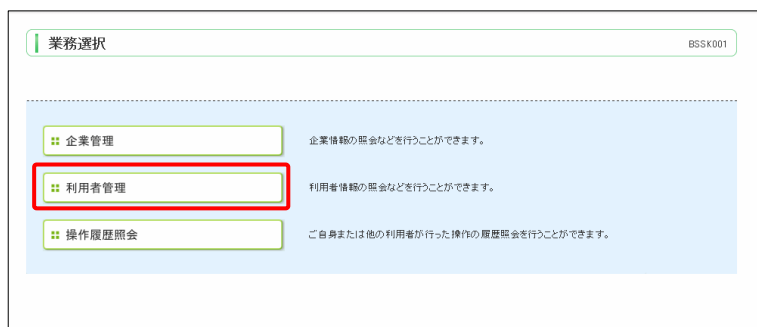 業務選択
BSSK001
企業管理
企業情報の照会などを行うことができます。
利用者管理
利用者情報の照会などを行うことができます。
操作履歴照会
ご自身または他の利用者が行った操作の履歴照会を行うことができます。